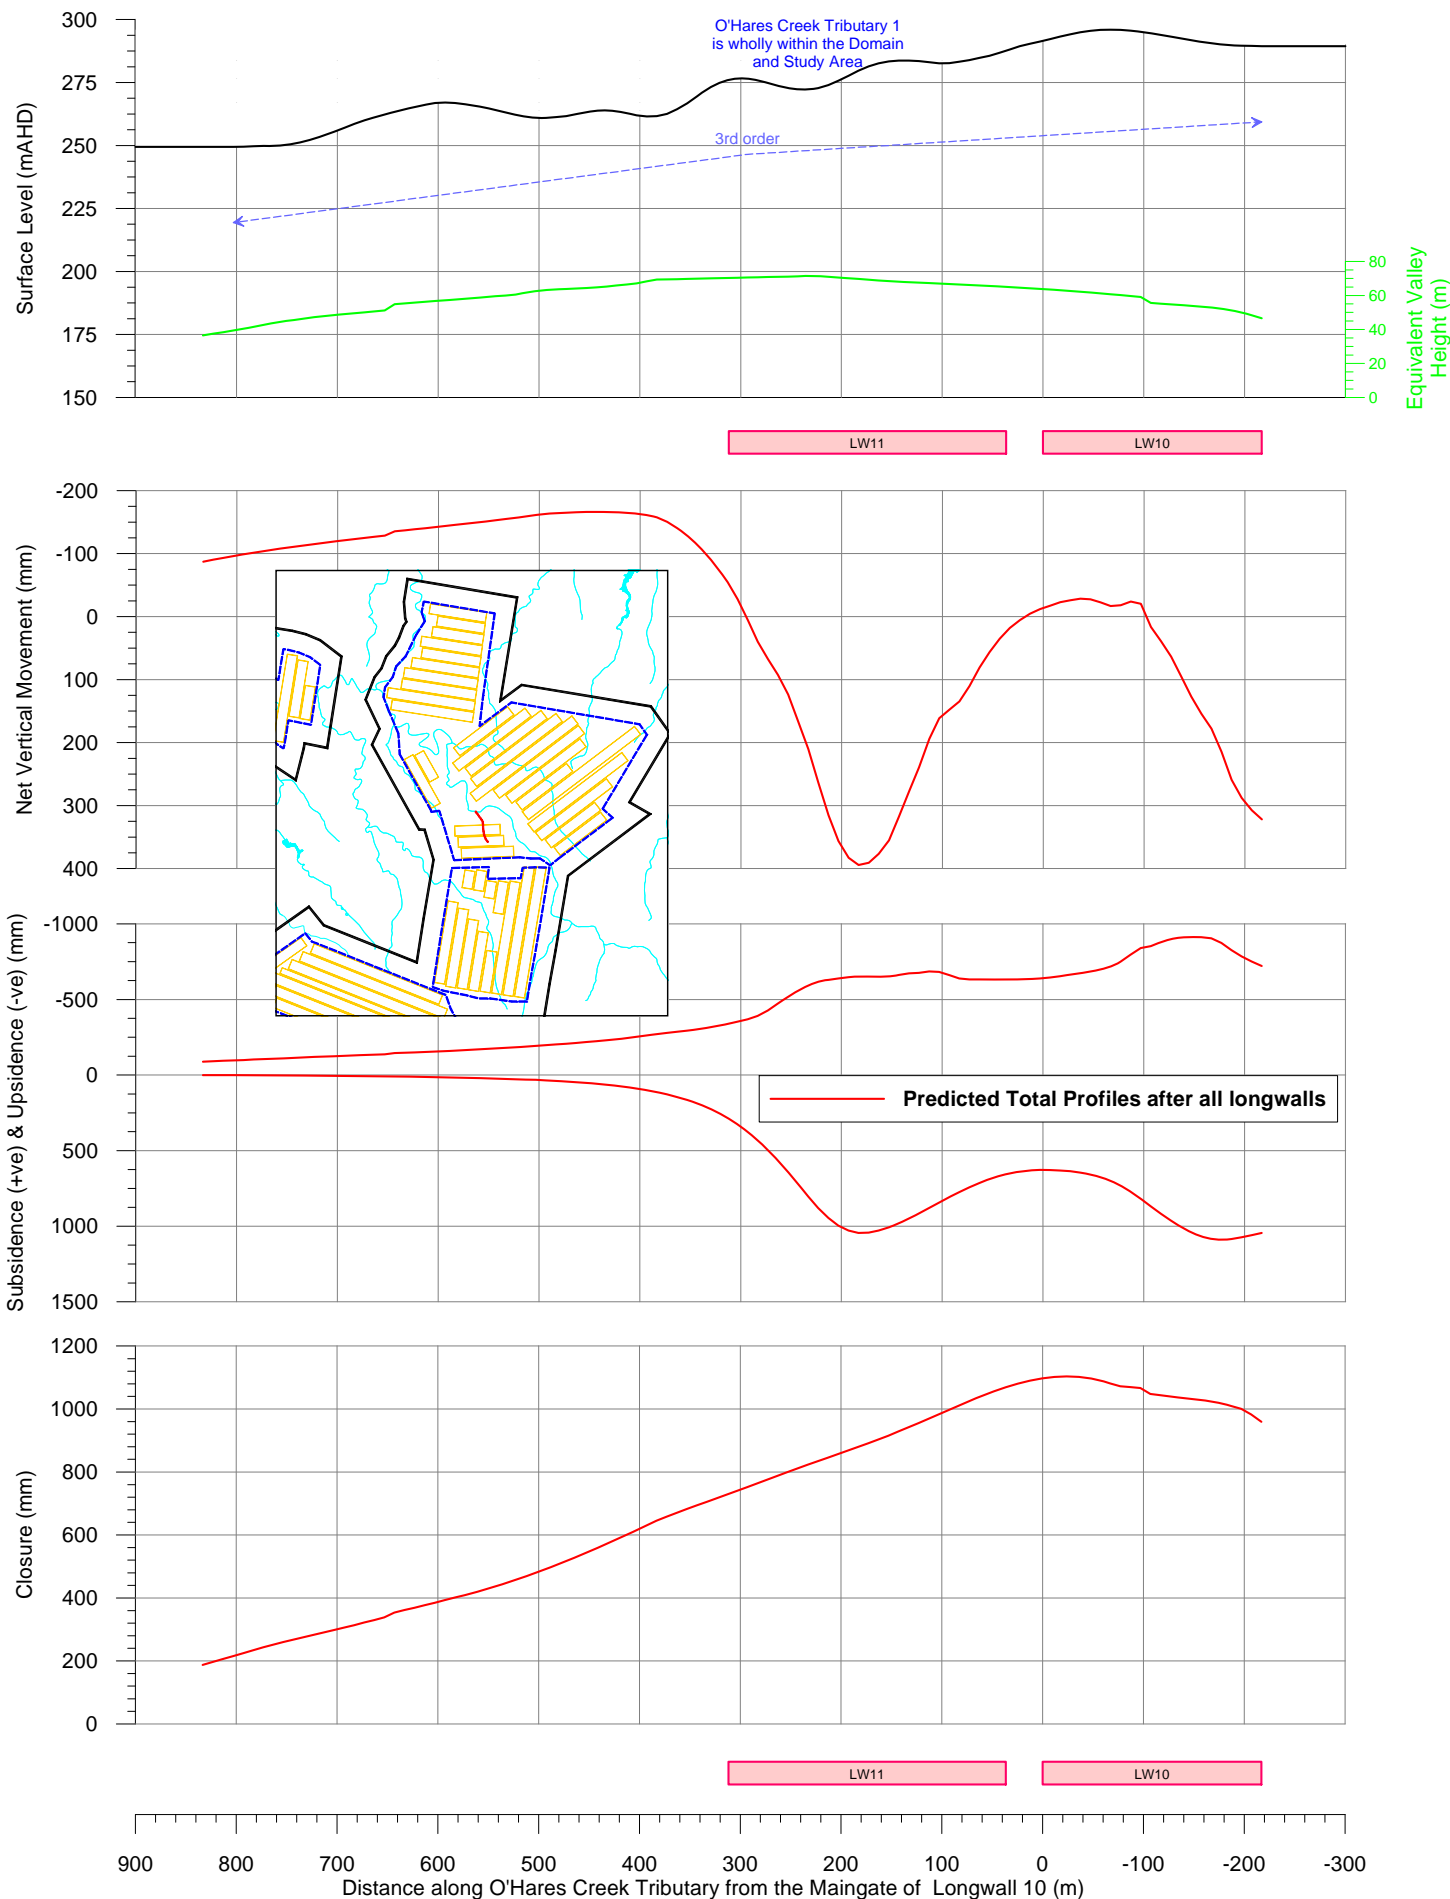 300
275
250
225
200
175
150
Surface Level (mAHD)
O'Hares Creek Tributary 1
is wholly within the Domain
and Study Area
3rd order
80
60
40
20
0
Equivalent Valley
Height (m)
LW11
LW10
-200
-100
0
100
200
300
400
Net Vertical Movement (mm)
-1000
-500
0
500
1000
1500
Subsidence (+ve) & Upsidence (-ve) (mm)
Predicted Total Profiles after all longwalls
1200
1000
800
600
400
200
0
Closure (mm)
LW11
LW10
900 800 700 600 500 400 300 200 100 0 -100 -200 -300
Distance along O'Hares Creek Tributary from the Maingate of Longwall 10 (m)